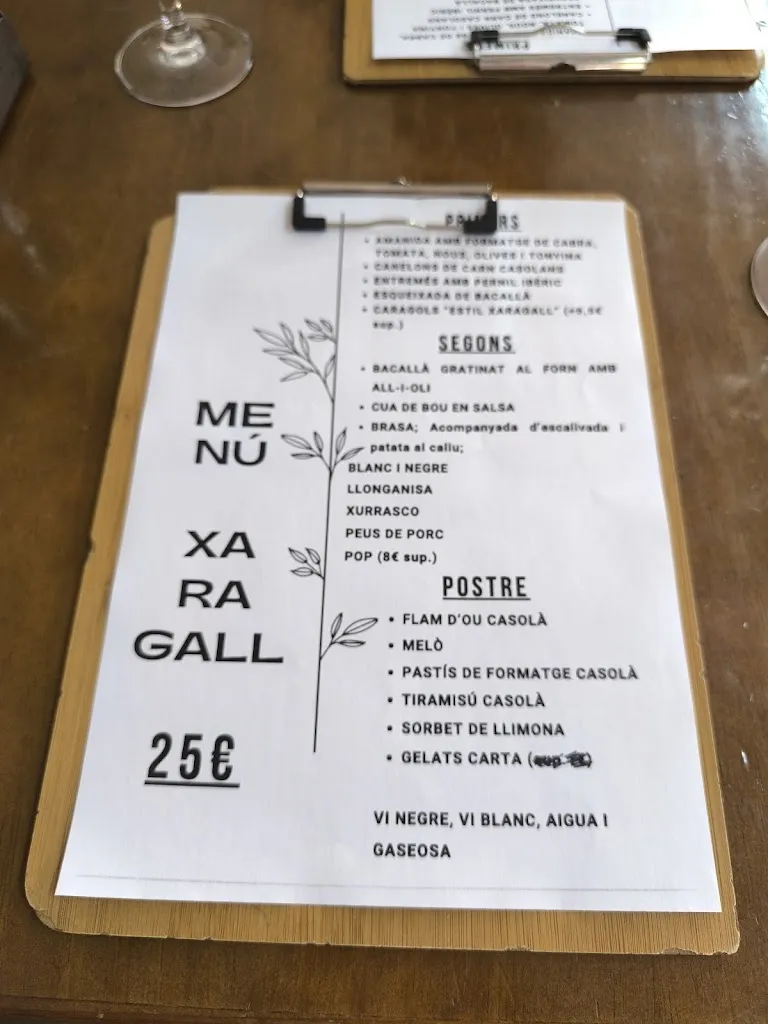 PRIMERS
• AMANIDA AMB FORMATGE DE CABRA,
TOMATA, NOUS, OLIVES I TONYINA
• CANELONS DE CARN CASOLANS
• ENTREMÉS AMB PERNIL IBÈRIC
• ESQUEIXADA DE BACALLÀ
• CARAGOLS "ESTIL XARAGALL"
sup.)
SEGONS
• BACALLÀ GRATINAT AL FORN AMB
ALL-I-OLI
• CUA DE BOU EN SALSA
• BRASA; Acompanyada d'escalivada i
patata al caliu;
BLANC I NEGRE
LLONGANISA
XURRASCO
PEUS DE PORC
POP (8€ sup.)
POSTRE
• FLAM D'OU CASOLÀ
• MELÒ
• PASTÍS DE FORMATGE CASOLÀ
• TIRAMISÚ CASOLÀ
• SORBET DE LLIMONA
• GELATS CARTA
VI NEGRE, VI BLANC, AIGUA I
GASEOSA
ME
NÚ
XA
RA
GALL
25€